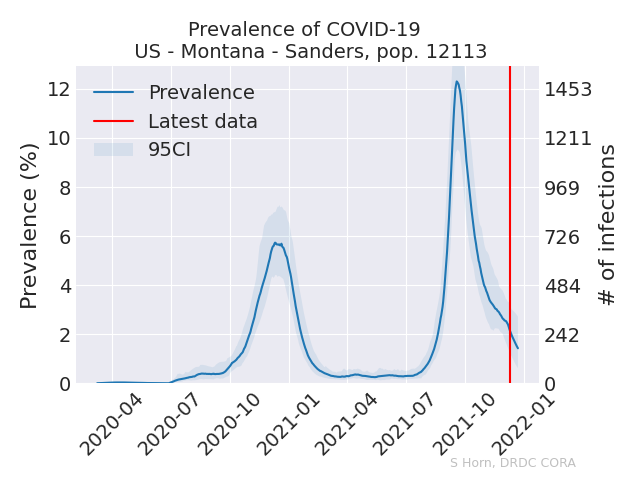 Prevalence of COVID-19
US - Montana - Sanders, pop. 12113
Prevalence
Latest data
95CI
Prevalence (%)
12
10
8
6
4
2
0
1453
1211
969
726
484
242
0
# of infections
2020-04
2020-07
2020-10
2021-01
2021-04
2021-07
2021-10
2022-01
S Horn, DRDC CORA